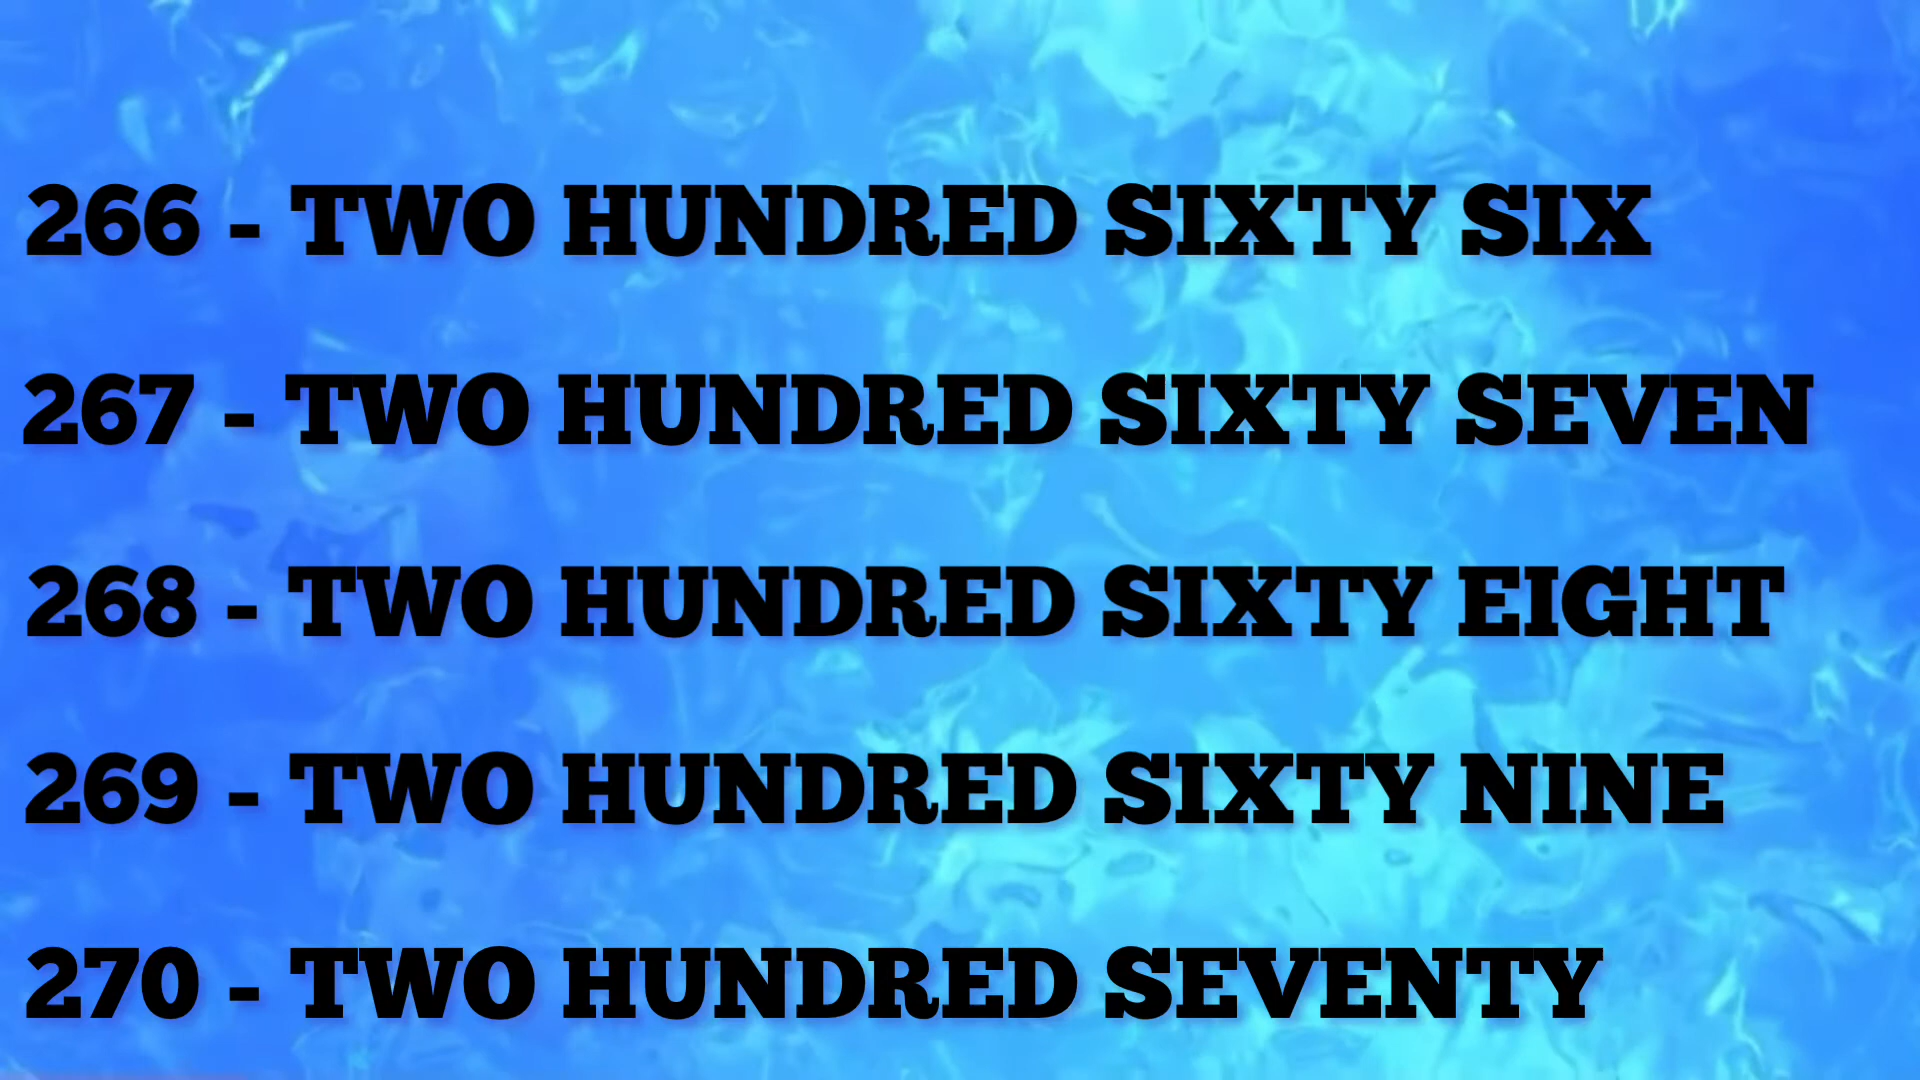 266 - TWO HUNDRED SIXTY SIX
267 - TWO HUNDRED SIXTY SEVEN
268 - TWO HUNDRED SIXTY EIGHT
269 - TWO HUNDRED SIXTY NINE
270 - TWO HUNDRED SEVENTY